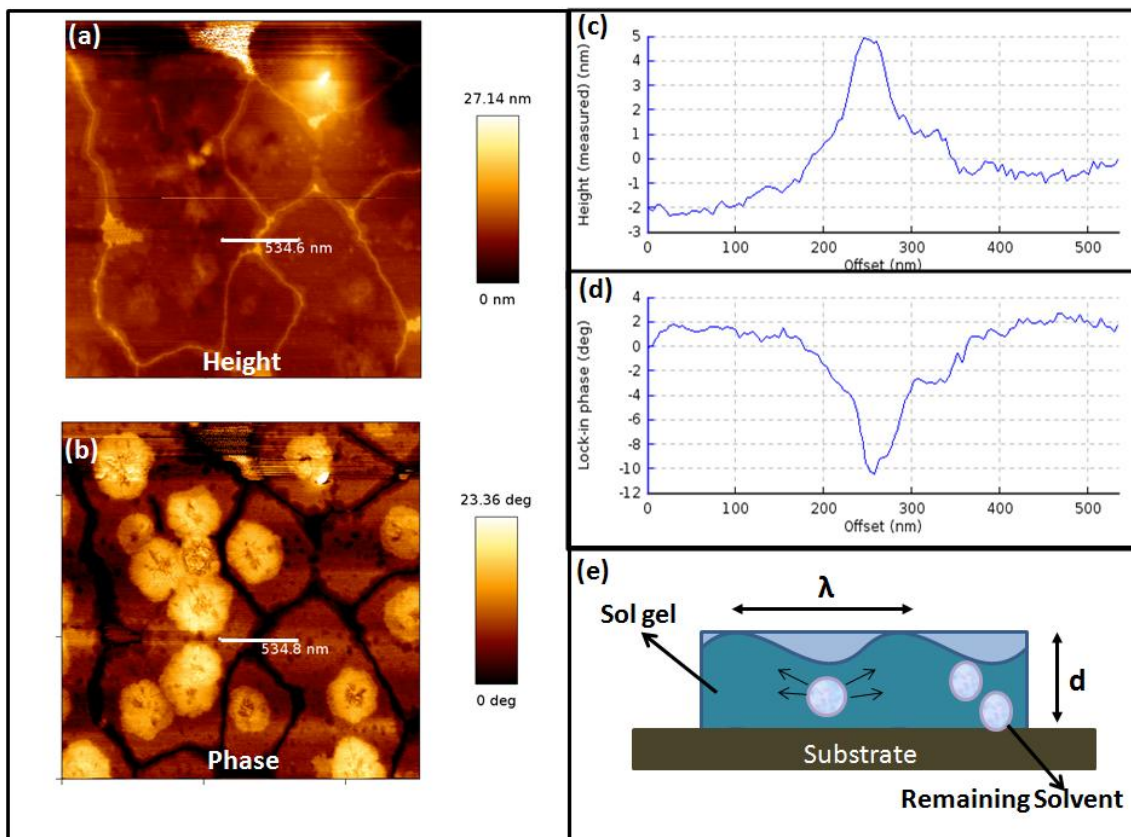 (a)
27.14 nm
0 nm
534.6 nm
Height
(b)
23.36 deg
0 deg
534.8 nm
Phase
(c)
Height (measured) (nm)
5
4
3
2
1
0
-1
-2
-3
0 100 200 300 400 500
Offset (nm)
(d)
Lock-in phase (deg)
4
2
0
-2
-4
-6
-8
-10
-12
0 100 200 300 400 500
Offset (nm)
(e)
λ
Sol gel
d
Substrate
Remaining Solvent